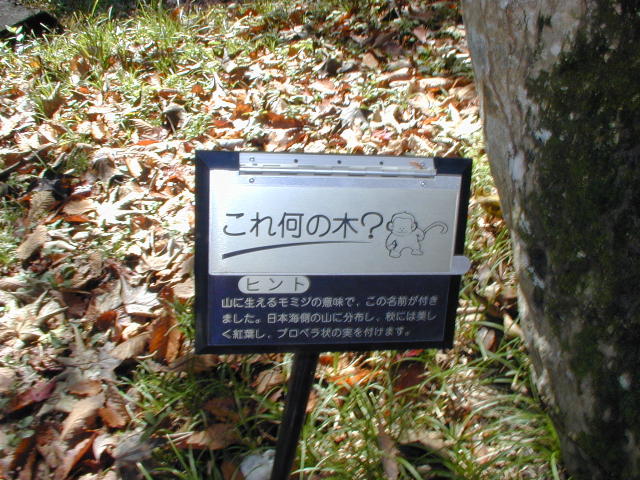 これ何の木?
ヒント
山に生えるモミジの意味で、この名前が付き
ました。日本海側の山に分布し、秋には美し
く紅葉し、プロペラ状の実を付けます。